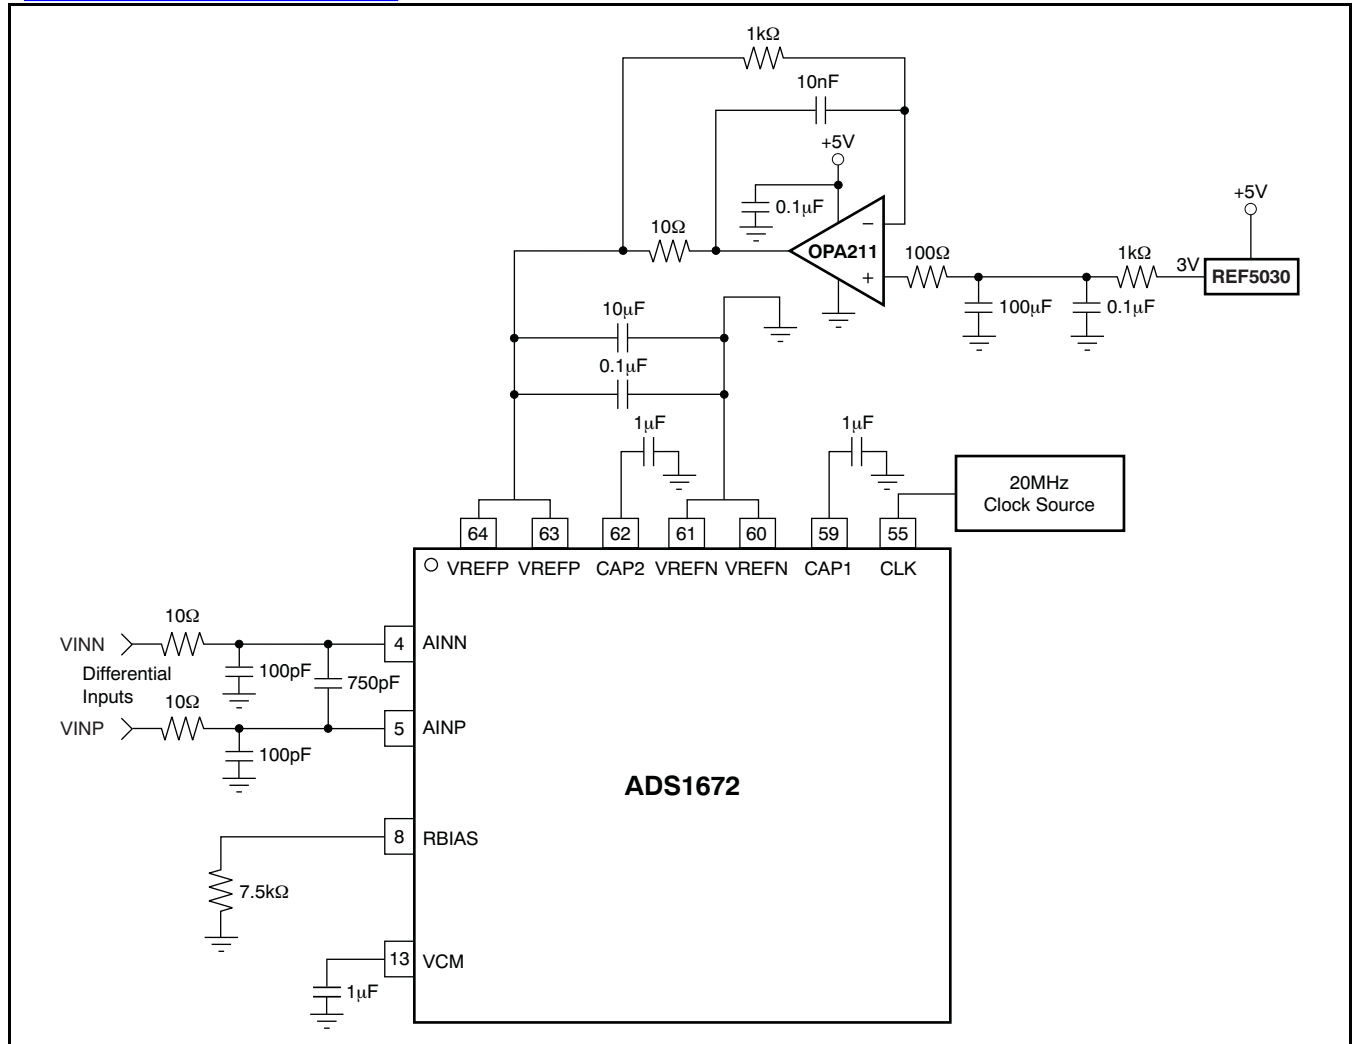 1kΩ
10nF
+5V
0.1µF
10Ω
OPA211
−
+
100Ω
1kΩ
3V
REF5030
+5V
100µF
0.1µF
10µF
0.1µF
1µF
1µF
20MHz
Clock Source
64 63 62 61 60 59 55
VREFP VREFP CAP2 VREFN VREFN CAP1 CLK
10Ω
VINN
4 AINN
100pF
750pF
Differential
Inputs
10Ω
VINP
5 AINP
100pF
ADS1672
8 RBIAS
7.5kΩ
13 VCM
1µF